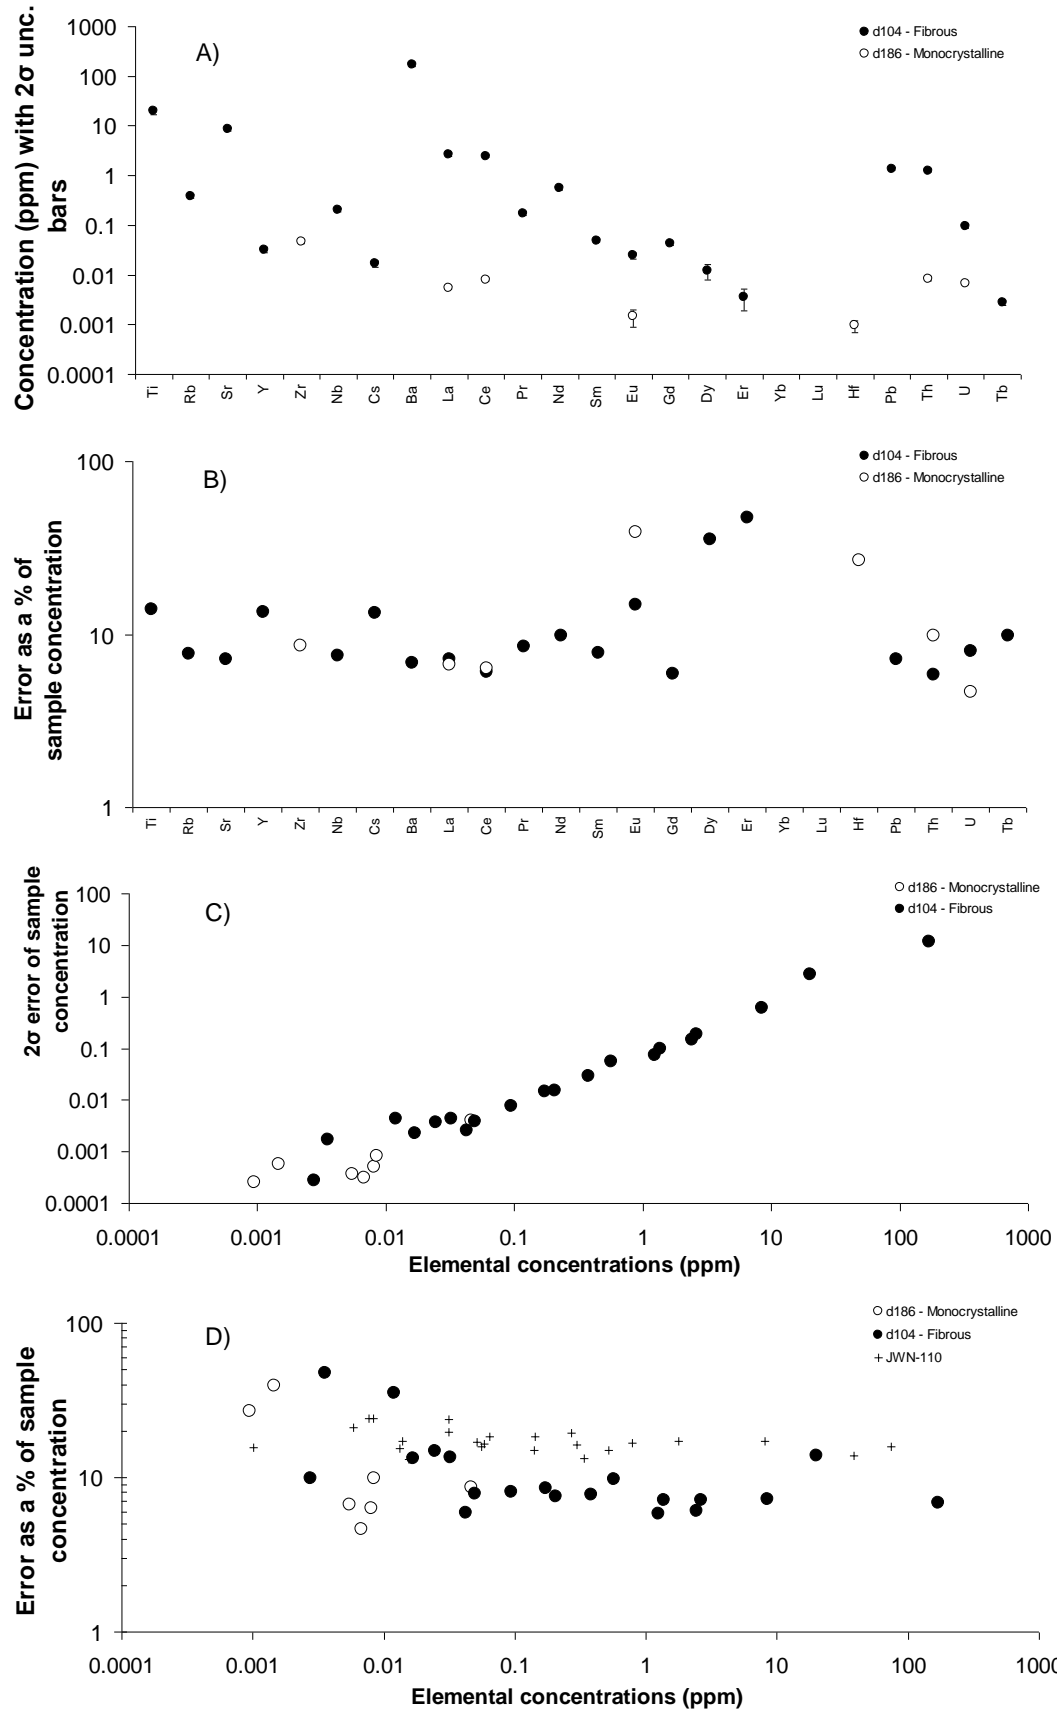 A)
d104 - Fibrous
d186 - Monocrystalline
Concentration (ppm) with 2σ unc.
bars
1000
100
10
1
0.1
0.01
0.001
0.0001
Ti Rb Sr Y Zr Nb Cs Ba La Ce Pr Nd Sm Eu Gd Dy Er Yb Lu Hf Pb Th U Tb
B)
d104 - Fibrous
d186 - Monocrystalline
Error as a % of
sample concentration
100
10
1
Ti Rb Sr Y Zr Nb Cs Ba La Ce Pr Nd Sm Eu Gd Dy Er Yb Lu Hf Pb Th U Tb
C)
d186 - Monocrystalline
d104 - Fibrous
2σ error of sample
concentration
100
10
1
0.1
0.01
0.001
0.0001
0.0001 0.001 0.01 0.1 1 10 100 1000
Elemental concentrations (ppm)
D)
d186 - Monocrystalline
d104 - Fibrous
JWN-110
Error as a % of sample
concentration
100
10
1
0.0001 0.001 0.01 0.1 1 10 100 1000
Elemental concentrations (ppm)